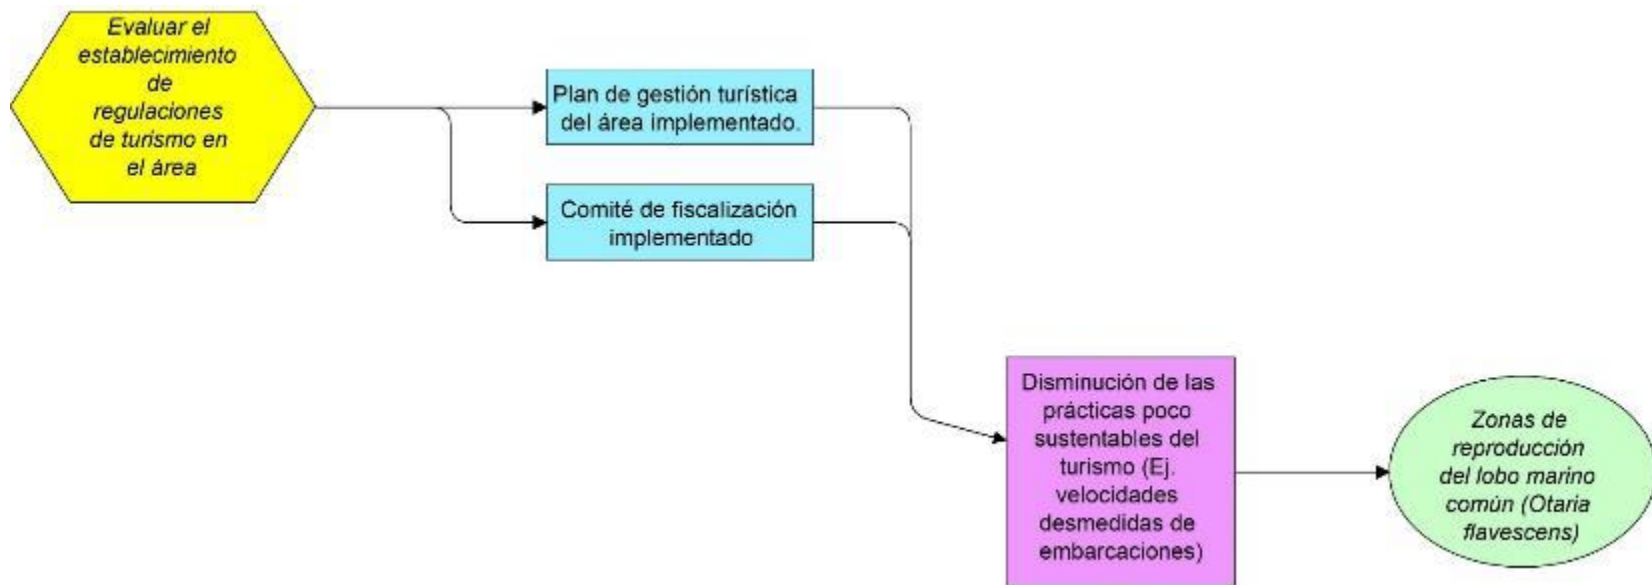 Evaluar el
establecimiento
de
regulaciones
de turismo en
el área
Plan de gestión turística
del área implementado.
Comité de fiscalización
implementado
Disminución de las
prácticas poco
sustentables del
turismo (Ej.
velocidades
desmedidas de
embarcaciones)
Zonas de
reproducción
del lobo marino
común (Otaria
flavescens)